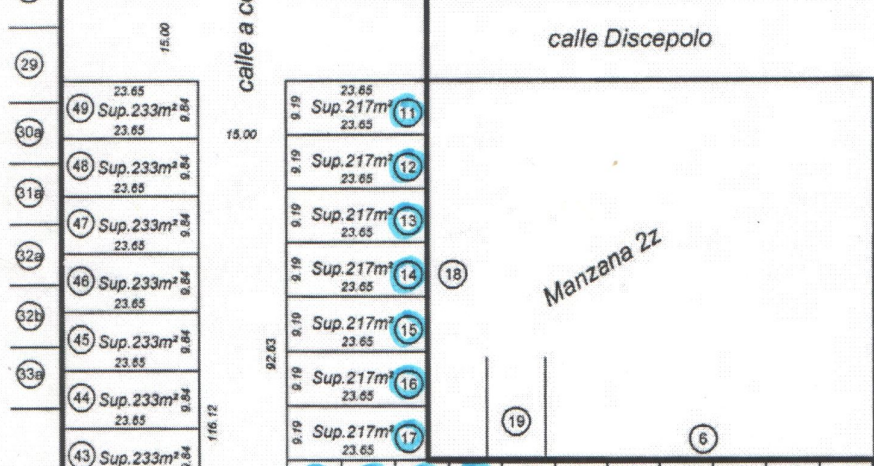 calle Discepolo
15.00
calle a c
29
23.65
49 Sup.233m² 9.84
23.65
23.65
9.19 Sup.217m² 11
23.65
30a
15.00
48 Sup.233m² 9.84
23.65
9.19 Sup.217m² 12
23.65
31a
47 Sup.233m² 9.84
23.65
9.19 Sup.217m² 13
23.65
32a
46 Sup.233m² 9.84
23.65
9.19 Sup.217m² 14
23.65
18
Manzana 2z
32b
45 Sup.233m² 9.84
23.65
92.63
9.19 Sup.217m² 15
23.65
33a
44 Sup.233m² 9.84
23.65
9.19 Sup.217m² 16
23.65
116.12
43 Sup.233m² 9.84
9.19 Sup.217m² 17
23.65
19
6